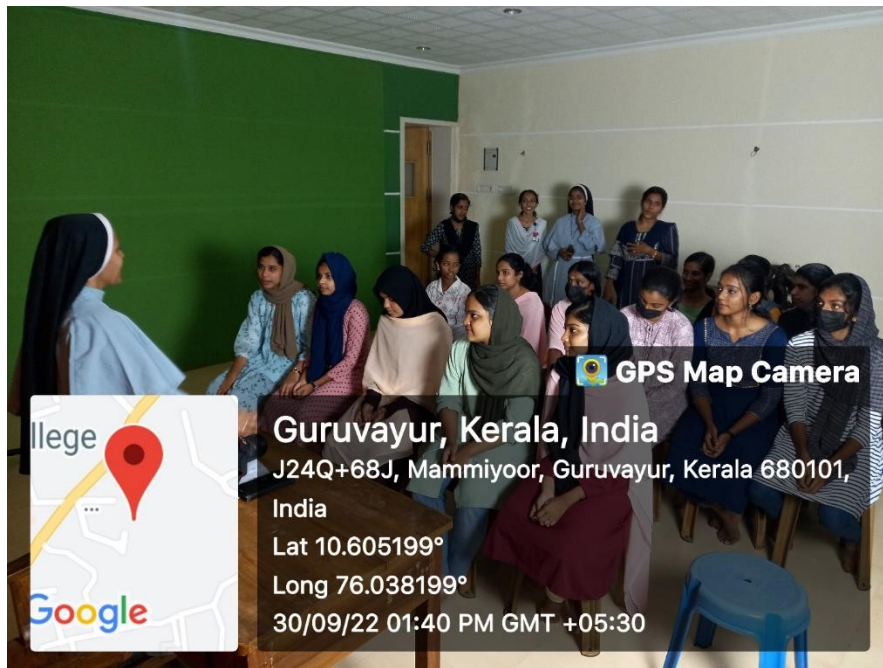 GPS Map Camera
llege
Google
Guruvayur, Kerala, India
J24Q+68J, Mammiyoor, Guruvayur, Kerala 680101,
India
Lat 10.605199°
Long 76.038199°
30/09/22 01:40 PM GMT +05:30